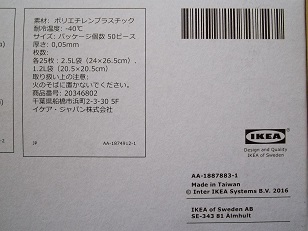 素材: ポリエチレンプラスチック
耐冷温度: -40℃
サイズ: パッケージ個数 50ピース
厚さ: 0,05mm
枚数:
各25枚: 2.5L袋（24×26.5cm）、
1.2L袋（20.5×20.5cm）
取り扱い上の注意:
火のそばに置かないでください。
商品番号: 20346802
千葉県船橋市浜町2-3-30 5F
イケア・ジャパン株式会社
JP
AA-1874912-1
IKEA
Design and Quality
IKEA of Sweden
AA-1887883-1
Made in Taiwan
© Inter IKEA Systems B.V. 2016
IKEA of Sweden AB
SE-343 81 Älmhult